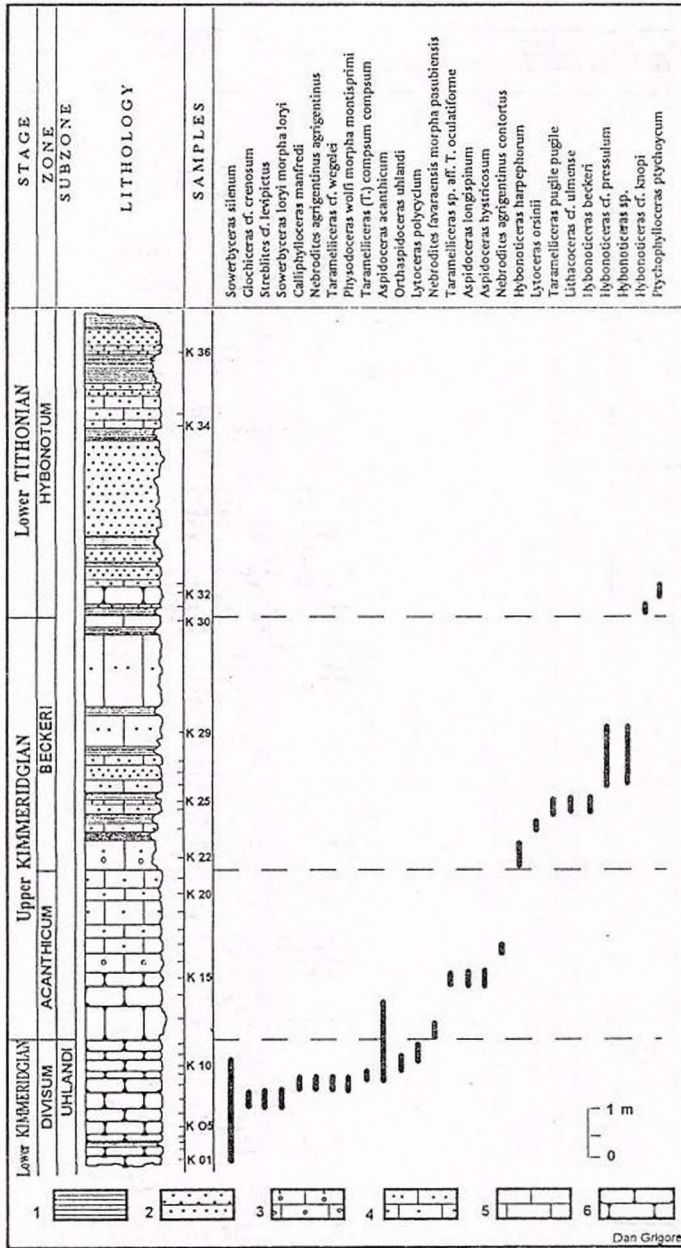 STAGE
ZONE
SUBZONE
LITHOLOGY
SAMPLES
Sowerbyceras silenum
Glochiceras cf. crenosum
Streblites cf. levipictus
Sowerbyceras loryi morpha loryi
Calliphylloceras manfredi
Nebrodites agrigentinus agrigentinus
Taramelliceras cf. wegelei
Physodoceras wolfi morpha montisprimi
Taramelliceras (T.) compsum compsum
Aspidoceras acanthicum
Orthaspidoceras uhlandi
Lytoceras polycyclum
Nebrodites favaraensis morpha pasubiensis
Taramelliceras sp. aff. T. oculatiforme
Aspidoceras longispinum
Aspidoceras hystricosum
Nebrodites agrigentinus contortus
Hybonoticeras harpephorum
Lytoceras orsinii
Taramelliceras pugile pugile
Lithacoceras cf. ulmense
Hybonoticeras beckeri
Hybonoticeras cf. pressulum
Hybonoticeras sp.
Hybonoticeras cf. knopi
Ptychophylloceras ptychoycum
Lower TITHONIAN
HYBONOTUM
Upper KIMMERIDGIAN
BECKERI
ACANTHICUM
Lower KIMMERIDGIAN
DIVISUM
UHLANDI
K 36
K 34
K 32
K 30
K 29
K 25
K 22
K 20
K 15
K 10
K 05
K 01
1 m
0
1
2
3
4
5
6
Dan Grigore